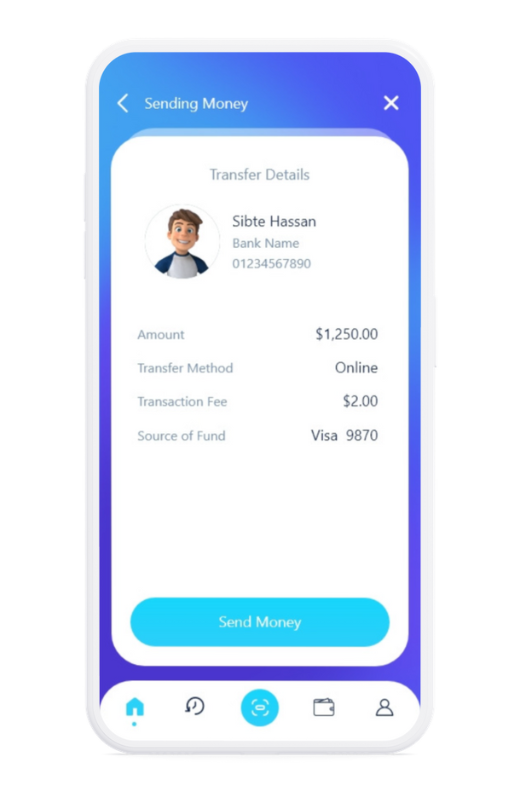 Sending Money
Transfer Details
Sibte Hassan
Bank Name
01234567890
Amount $1,250.00
Transfer Method Online
Transaction Fee $2.00
Source of Fund Visa 9870
Send Money